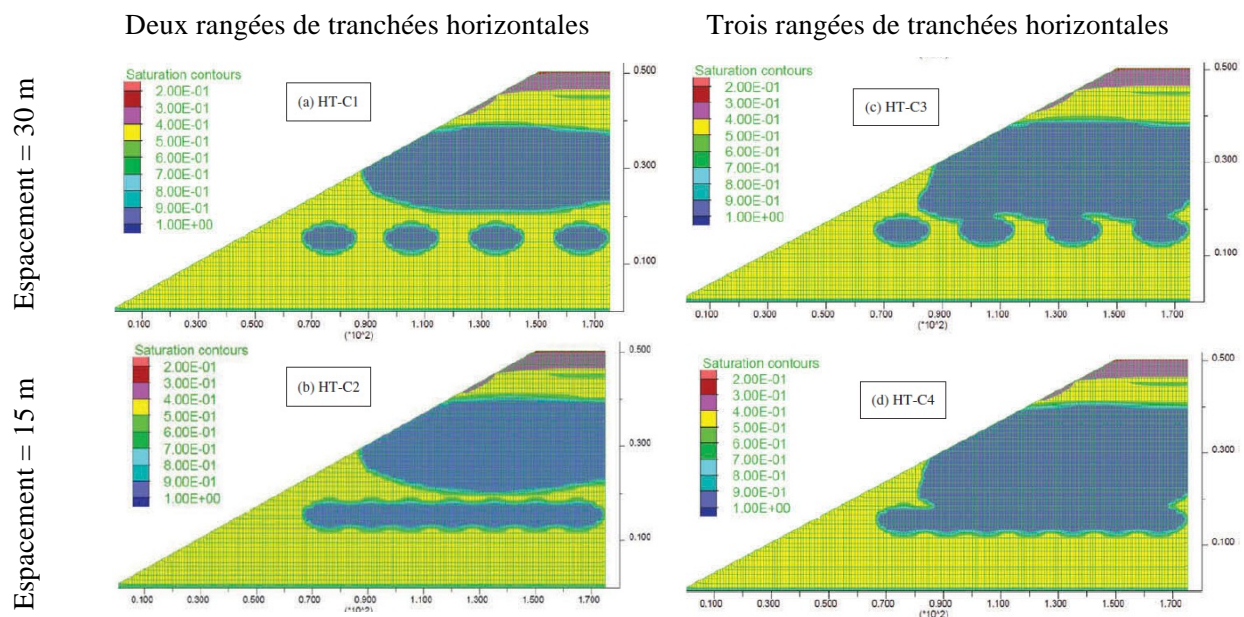 Deux rangées de tranchées horizontales
Trois rangées de tranchées horizontales
Espacement = 30 m
Saturation contours
2.00E-01
3.00E-01
4.00E-01
5.00E-01
6.00E-01
7.00E-01
8.00E-01
9.00E-01
1.00E+00
(a) HT-C1
0.500
0.300
0.100
0.100 0.300 0.500 0.700 0.900 1.100 1.300 1.500 1.700
(*10^2)
Saturation contours
2.00E-01
3.00E-01
4.00E-01
5.00E-01
6.00E-01
7.00E-01
8.00E-01
9.00E-01
1.00E+00
(c) HT-C3
0.500
0.300
0.100
0.100 0.300 0.500 0.700 0.900 1.100 1.300 1.500 1.700
(*10^2)
Espacement = 15 m
Saturation contours
2.00E-01
3.00E-01
4.00E-01
5.00E-01
6.00E-01
7.00E-01
8.00E-01
9.00E-01
1.00E+00
(b) HT-C2
0.500
0.300
0.100
0.100 0.300 0.500 0.700 0.900 1.100 1.300 1.500 1.700
(*10^2)
Saturation contours
2.00E-01
3.00E-01
4.00E-01
5.00E-01
6.00E-01
7.00E-01
8.00E-01
9.00E-01
1.00E+00
(d) HT-C4
0.500
0.300
0.100
0.100 0.300 0.500 0.700 0.900 1.100 1.300 1.500 1.700
(*10^2)